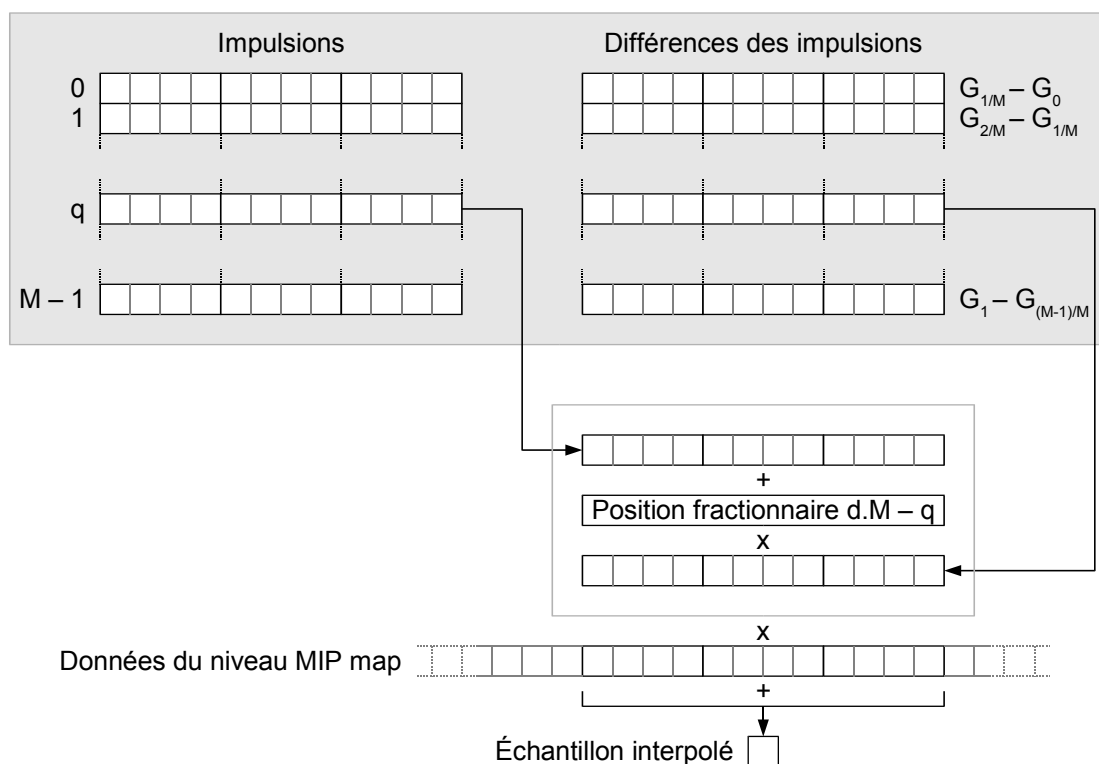 Impulsions
Différences des impulsions
0
G1/M – G0
1
G2/M – G1/M
q
M – 1
G1 – G(M-1)/M
+
Position fractionnaire d.M – q
x
x
Données du niveau MIP map
+
Échantillon interpolé